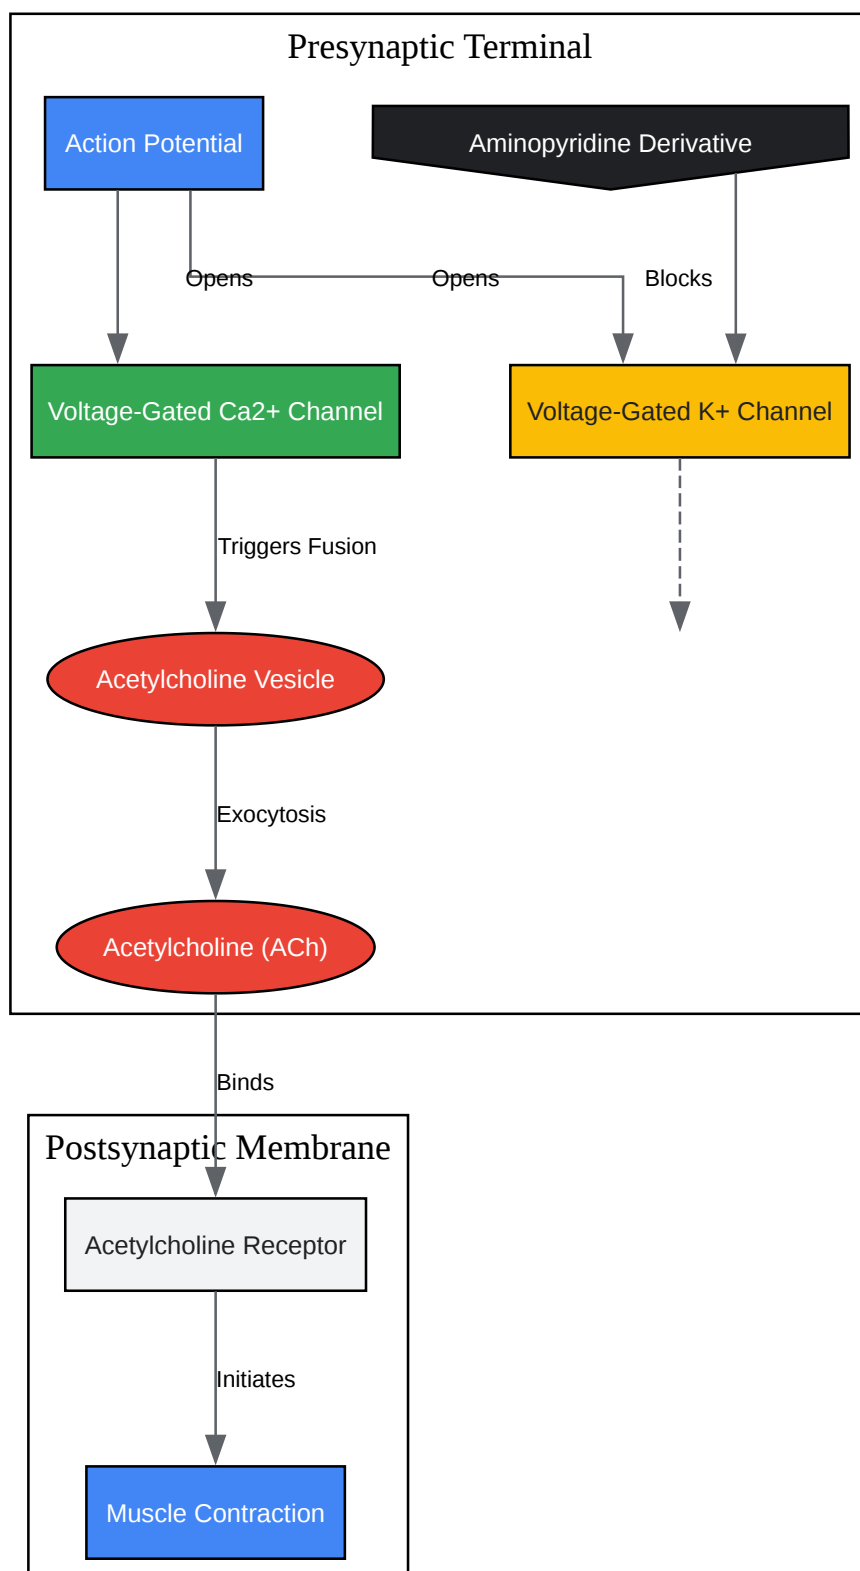 Presynaptic Terminal
Action Potential
Aminopyridine Derivative
Opens
Opens
Blocks
Voltage-Gated Ca2+ Channel
Voltage-Gated K+ Channel
Triggers Fusion
Acetylcholine Vesicle
Exocytosis
Acetylcholine (ACh)
Binds
Postsynaptic Membrane
Acetylcholine Receptor
Initiates
Muscle Contraction